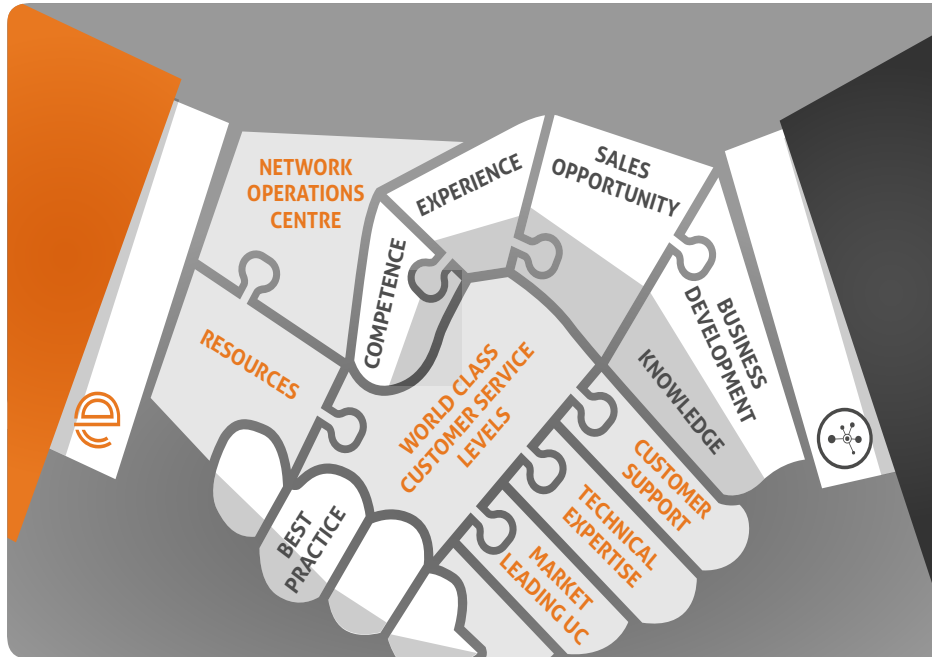 NETWORK
OPERATIONS
CENTRE
EXPERIENCE
SALES
OPPORTUNITY
COMPETENCE
RESOURCES
BUSINESS
DEVELOPMENT
KNOWLEDGE
WORLD CLASS
CUSTOMER SERVICE
LEVELS
CUSTOMER
SUPPORT
TECHNICAL
EXPERTISE
BEST
PRACTICE
MARKET
LEADING UC